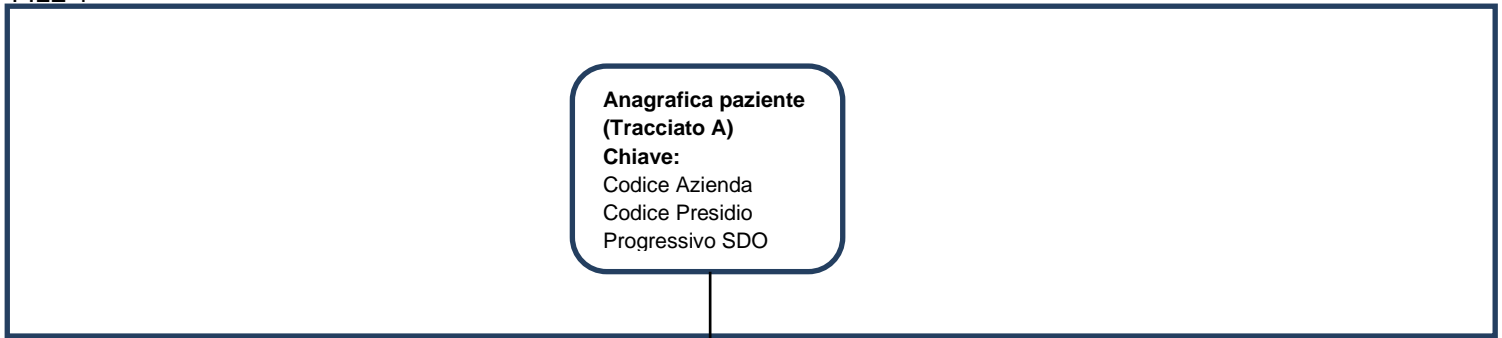 Anagrafica paziente
(Tracciato A)
Chiave:
Codice Azienda
Codice Presidio
Progressivo SDO